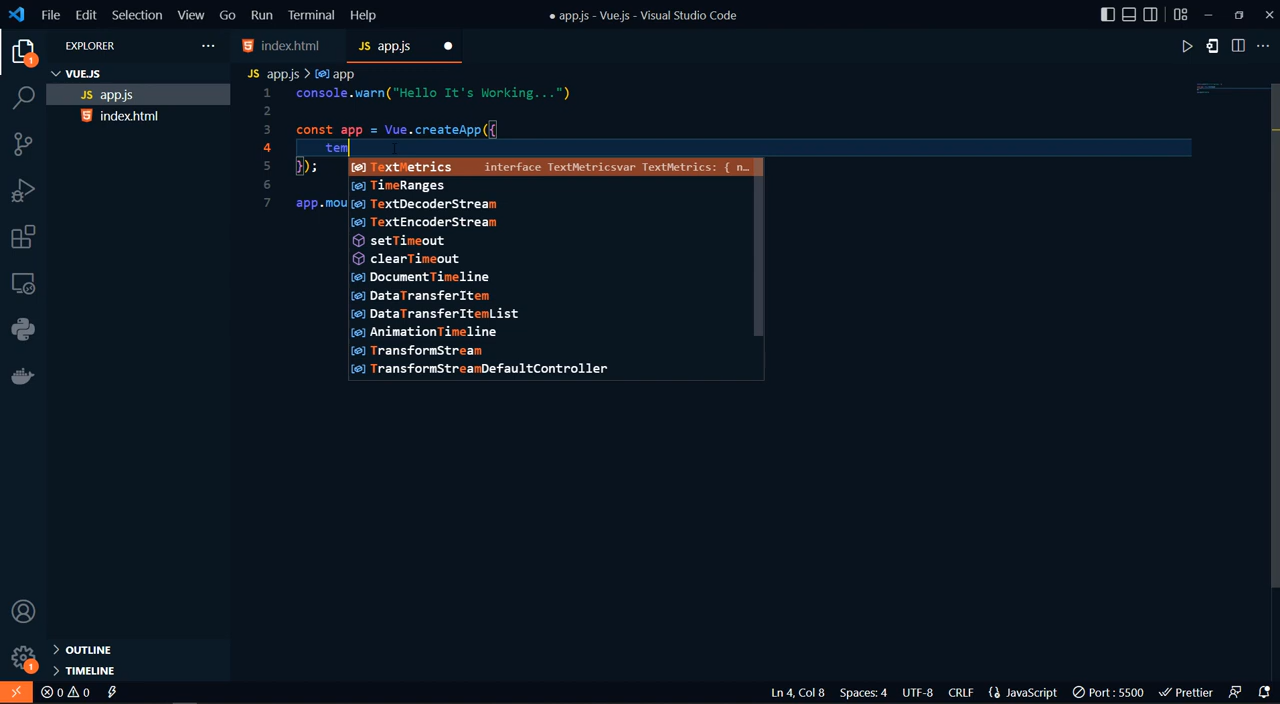 File Edit Selection View Go Run Terminal Help ● app.js - Vue.js - Visual Studio Code
EXPLORER ... index.html JS app.js ●
1
VUE.JS
JS app.js
index.html
JS app.js > app
1 console.warn("Hello It's Working...")
2
3 const app = Vue.createApp({
4 tem
5 });
6
7 app.mou
TextMetrics interface TextMetricsvar TextMetrics: { n…
TimeRanges
TextDecoderStream
TextEncoderStream
setTimeout
clearTimeout
DocumentTimeline
DataTransferItem
DataTransferItemList
AnimationTimeline
TransformStream
TransformStreamDefaultController
OUTLINE
1
TIMELINE
0 0 Ln 4, Col 8 Spaces: 4 UTF-8 CRLF JavaScript Port : 5500 Prettier